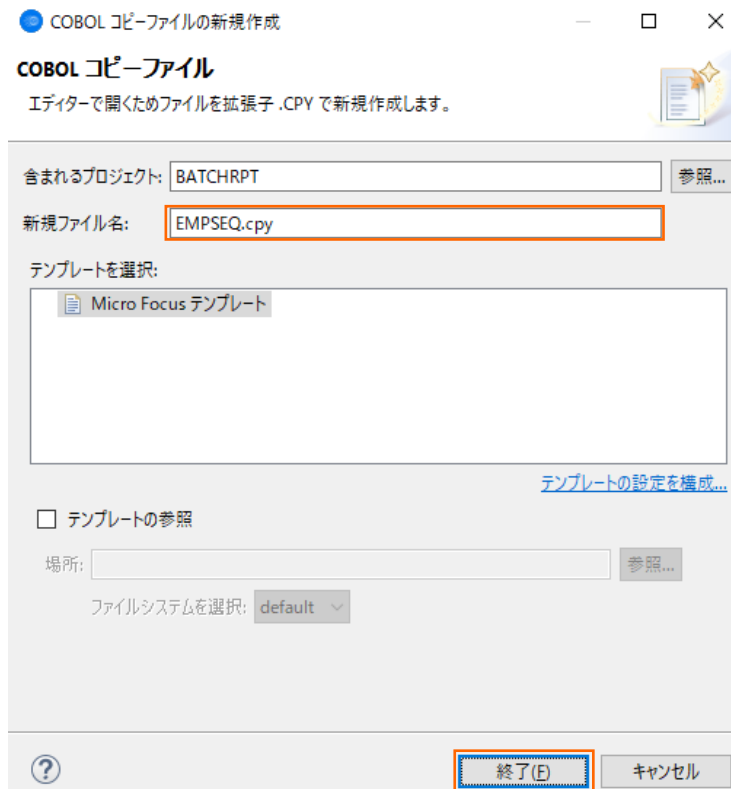 COBOL コピーファイルの新規作成
COBOL コピーファイル
エディターで開くためファイルを拡張子 .CPY で新規作成します。
含まれるプロジェクト: BATCHRPT 参照...
新規ファイル名: EMPSEQ.cpy
テンプレートを選択:
Micro Focus テンプレート
テンプレートの設定を構成...
テンプレートの参照
場所: 参照...
ファイルシステムを選択: default
? 終了(F) キャンセル